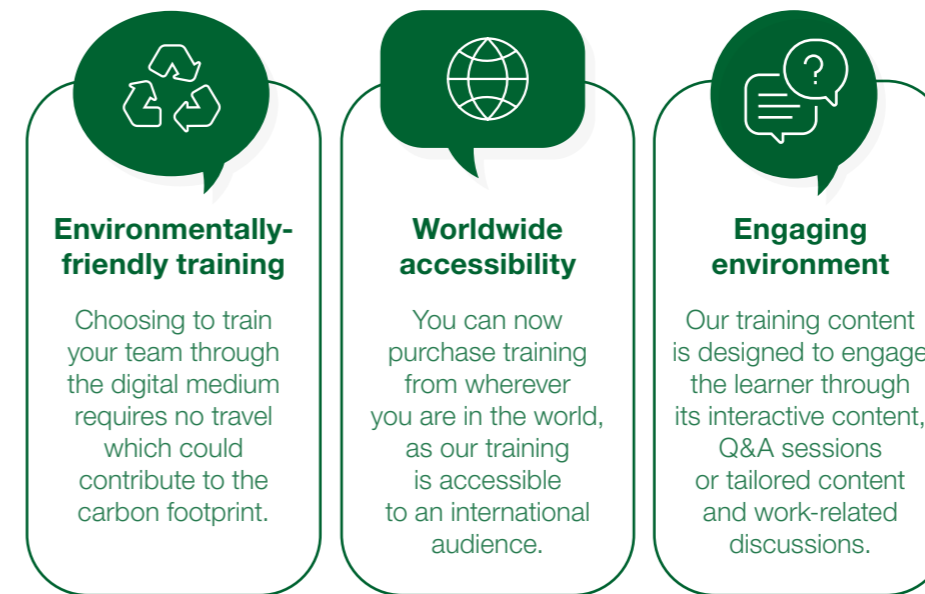 Environmentally-
friendly training
Choosing to train
your team through
the digital medium
requires no travel
which could
contribute to the
carbon footprint.
Worldwide
accessibility
You can now
purchase training
from wherever
you are in the world,
as our training
is accessible
to an international
audience.
?
Engaging
environment
Our training content
is designed to engage
the learner through
its interactive content,
Q&A sessions
or tailored content
and work-related
discussions.